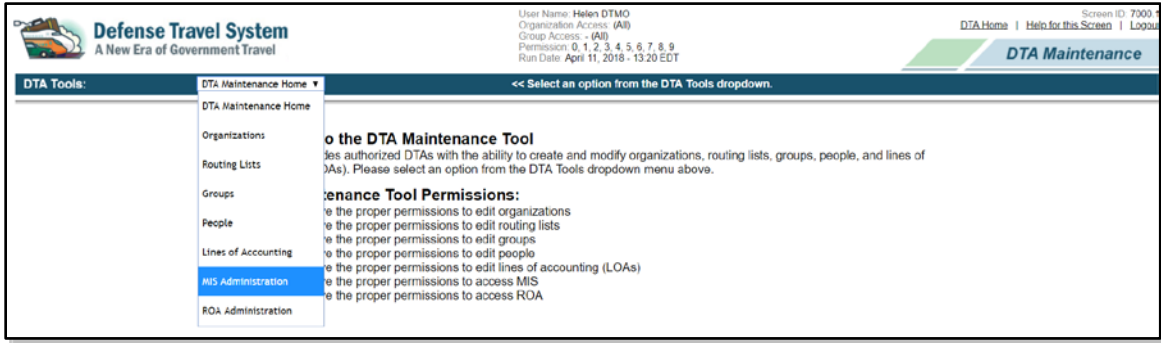 Defense Travel System
A New Era of Government Travel
User Name: Helen DTMO
Organization Access: (All)
Group Access: - (All)
Permission: 0, 1, 2, 3, 4, 5, 6, 7, 8, 9
Run Date: April 11, 2018 - 13:20 EDT
Screen ID: 7000.1
DTA Home | Help for this Screen | Logou
DTA Maintenance
DTA Tools: DTA Maintenance Home ▼ << Select an option from the DTA Tools dropdown.
DTA Maintenance Home
Organizations
Routing Lists
Groups
People
Lines of Accounting
MIS Administration
ROA Administration
o the DTA Maintenance Tool
des authorized DTAs with the ability to create and modify organizations, routing lists, groups, people, and lines of
As). Please select an option from the DTA Tools dropdown menu above.
tenance Tool Permissions:
e the proper permissions to edit organizations
e the proper permissions to edit routing lists
e the proper permissions to edit groups
e the proper permissions to edit people
e the proper permissions to edit lines of accounting (LOAs)
e the proper permissions to access MIS
e the proper permissions to access ROA